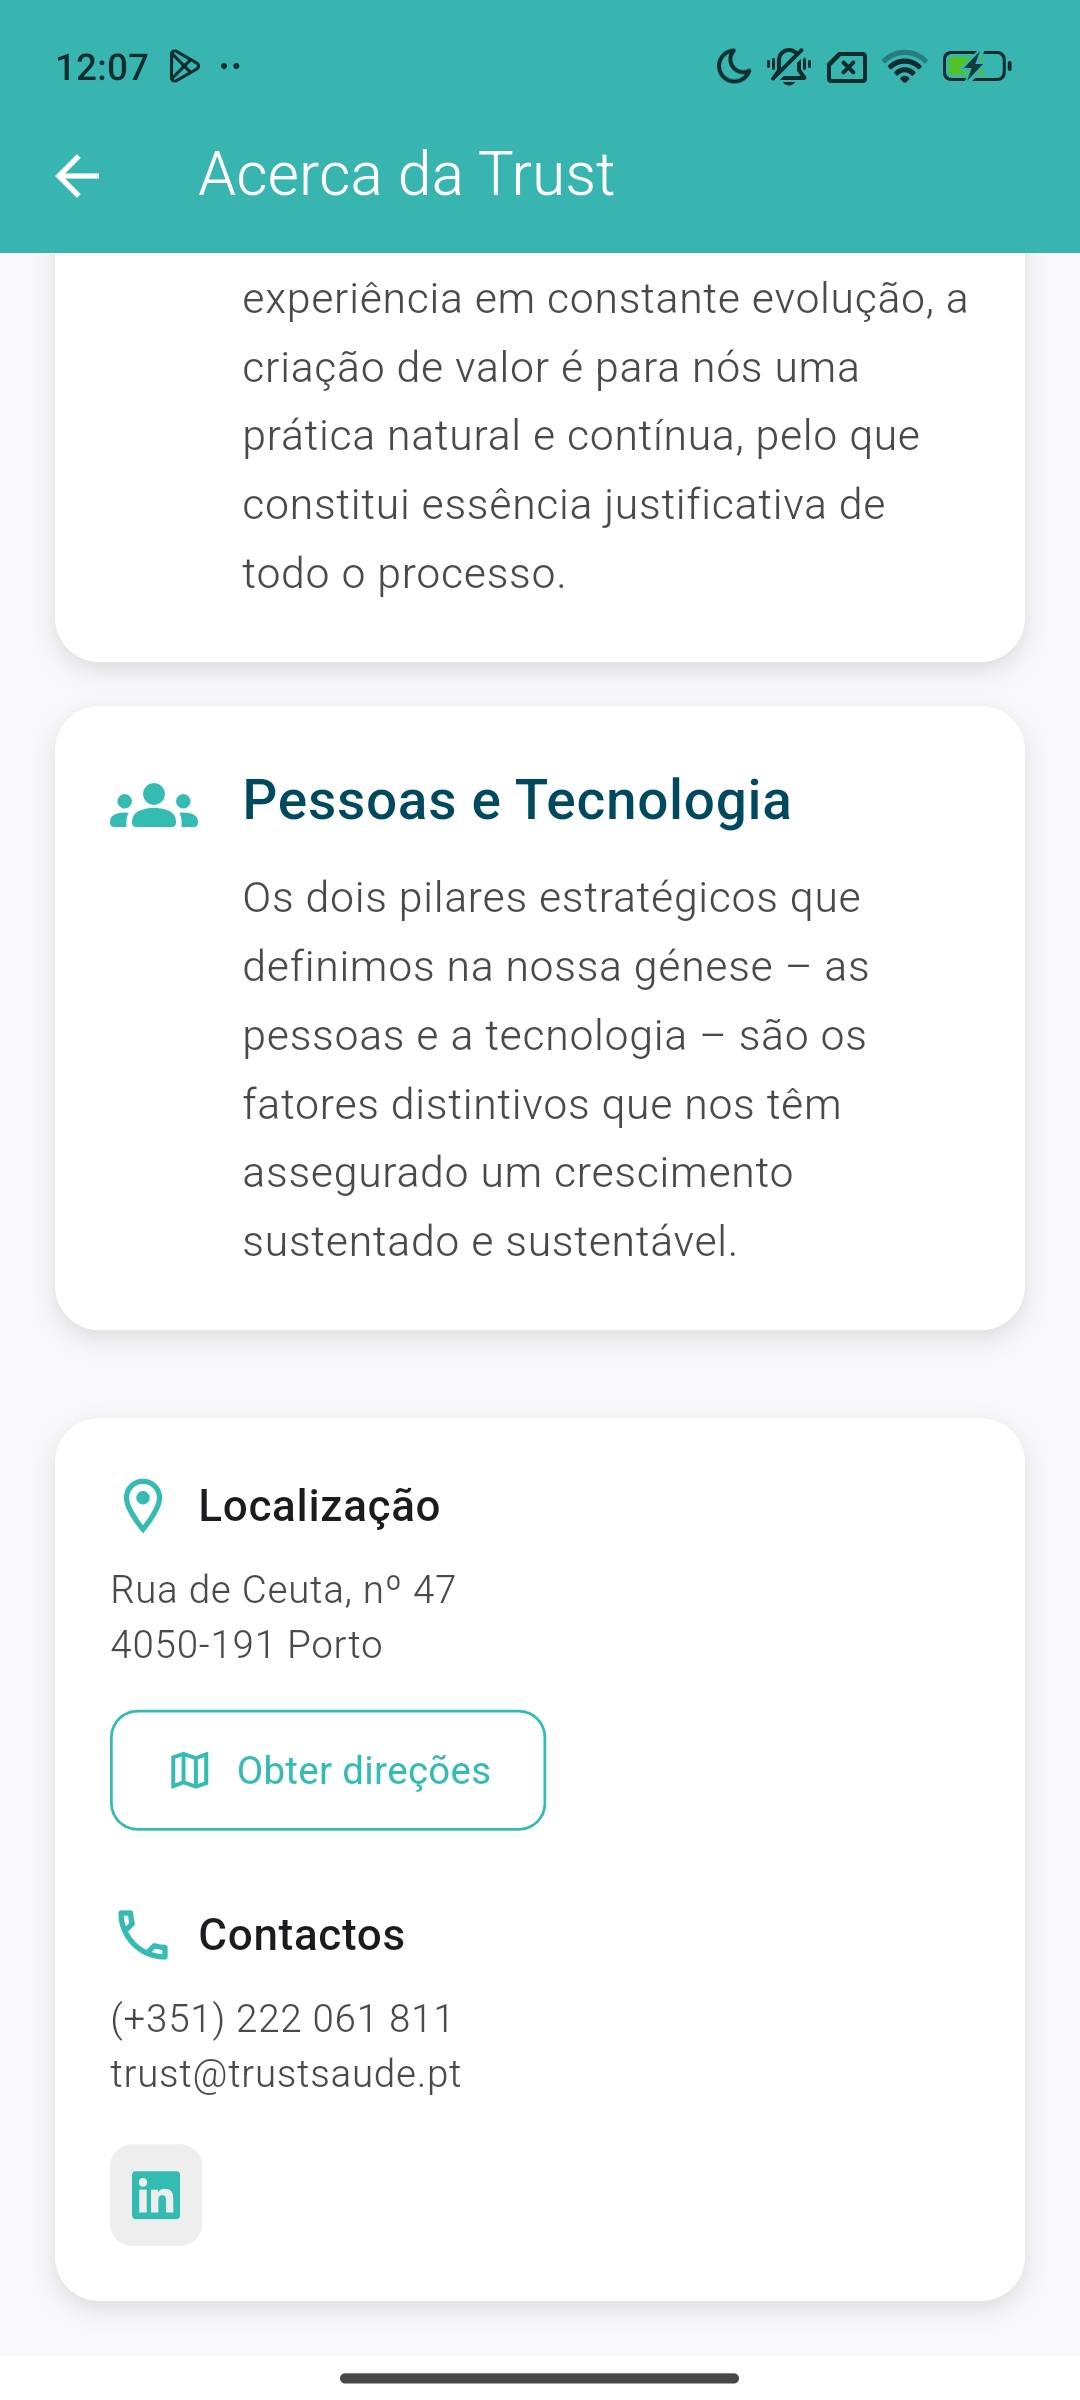 12:07
Acerca da Trust
experiência em constante evolução, a
criação de valor é para nós uma
prática natural e contínua, pelo que
constitui essência justificativa de
todo o processo.
Pessoas e Tecnologia
Os dois pilares estratégicos que
definimos na nossa génese – as
pessoas e a tecnologia – são os
fatores distintivos que nos têm
assegurado um crescimento
sustentado e sustentável.
Localização
Rua de Ceuta, nº 47
4050-191 Porto
Obter direções
Contactos
(+351) 222 061 811
trust@trustsaude.pt
in